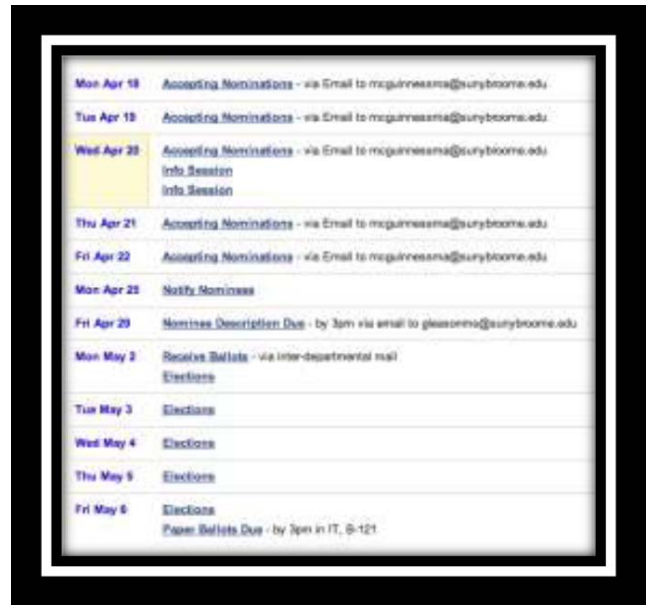 Mon Apr 18 Accepting Nominations - via Email to mcguinnessma@sunybroome.edu
Tue Apr 19 Accepting Nominations - via Email to mcguinnessma@sunybroome.edu
Wed Apr 20 Accepting Nominations - via Email to mcguinnessma@sunybroome.edu
Info Session
Info Session
Thu Apr 21 Accepting Nominations - via Email to mcguinnessma@sunybroome.edu
Fri Apr 22 Accepting Nominations - via Email to mcguinnessma@sunybroome.edu
Mon Apr 25 Notify Nominees
Fri Apr 29 Nominee Description Due - by 3pm via email to gleasonmo@sunybroome.edu
Mon May 2 Receive Ballots - via inter-departmental mail
Elections
Tue May 3 Elections
Wed May 4 Elections
Thu May 5 Elections
Fri May 6 Elections
Paper Ballots Due - by 3pm in IT, B-121